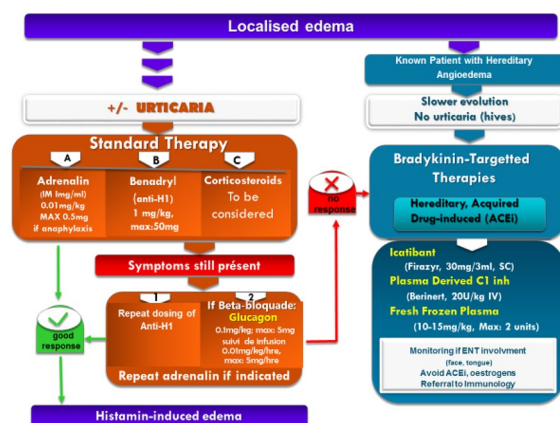 Localised edema
+/- URTICARIA
Standard Therapy
A
Adrenalin
(IM 1mg/ml)
0.01mg/kg
MAX 0.5mg
if anaphylaxis
B
Benadryl
(anti-H1)
1 mg/kg,
max:50mg
C
Corticosteroids
To be
considered
Symptoms still présent
1
Repeat dosing of
Anti-H1
2
If Beta-bloquade:
Glucagon
0.1mg/kg; max: 5mg
suivi de infusion
0.01mg/kg/hre,
max: 5mg/hre
Repeat adrenalin if indicated
good
response
no
response
Histamin-induced edema
Known Patient with Hereditary
Angioedema
Slower evolution
No urticaria (hives)
Bradykinin-Targetted
Therapies
Hereditary, Acquired
Drug-induced (ACEi)
Icatibant
(Firazyr, 30mg/3ml, SC)
Plasma Derived C1 inh
(Berinert, 20U/kg IV)
Fresh Frozen Plasma
(10-15mg/kg, Max: 2 units)
Monitoring if ENT involvment
(face, tongue)
Avoid ACEi, oestrogens
Referral to Immunology